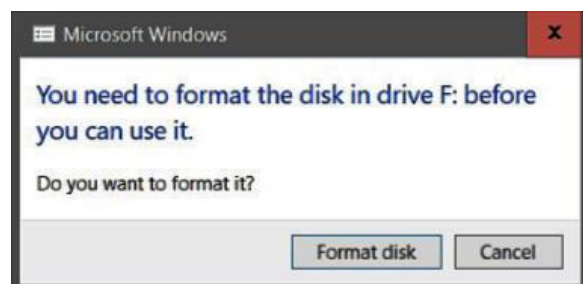 Microsoft Windows
You need to format the disk in drive F: before
you can use it.
Do you want to format it?
Format disk
Cancel